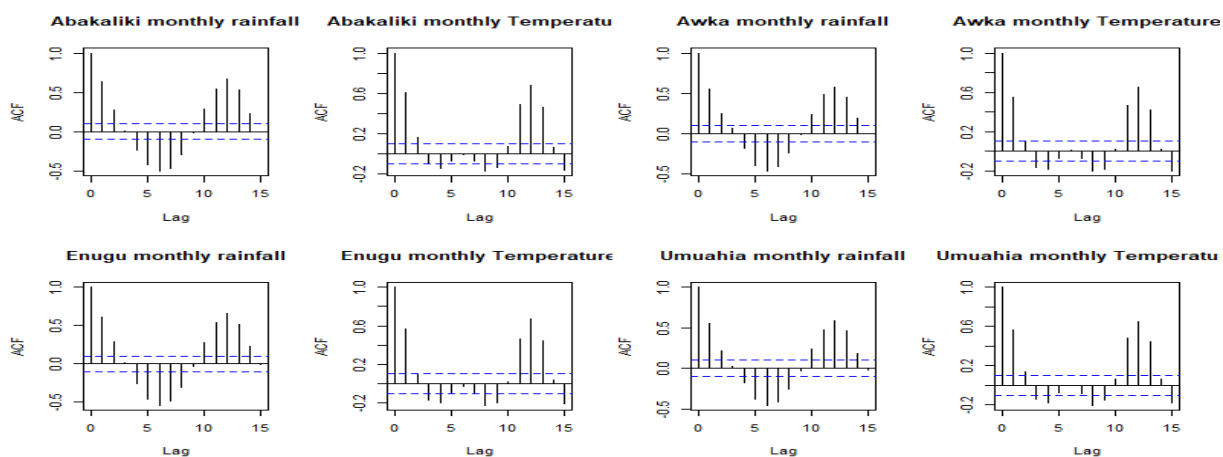 Abakaliki monthly rainfall
Abakaliki monthly Temperatu
Awka monthly rainfall
Awka monthly Temperature
ACF
-0.5 0.0 0.5 1.0
0 5 10 15
Lag
ACF
-0.2 0.2 0.6 1.0
0 5 10 15
Lag
ACF
-0.5 0.0 0.5 1.0
0 5 10 15
Lag
ACF
-0.2 0.2 0.6 1.0
0 5 10 15
Lag
Enugu monthly rainfall
Enugu monthly Temperature
Umuahia monthly rainfall
Umuahia monthly Temperatu
ACF
-0.5 0.0 0.5 1.0
0 5 10 15
Lag
ACF
-0.2 0.2 0.6 1.0
0 5 10 15
Lag
ACF
-0.5 0.0 0.5 1.0
0 5 10 15
Lag
ACF
-0.2 0.2 0.6 1.0
0 5 10 15
Lag